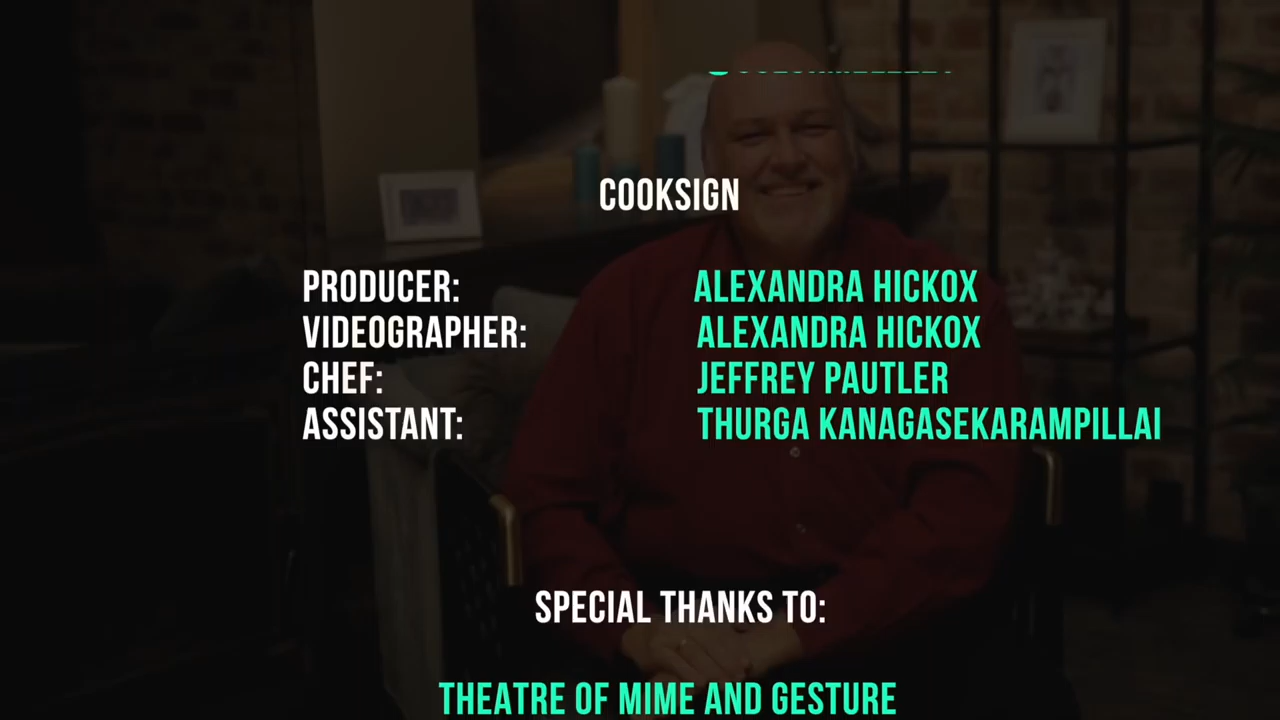 COOKSIGN
PRODUCER: ALEXANDRA HICKOX
VIDEOGRAPHER: ALEXANDRA HICKOX
CHEF: JEFFREY PAUTLER
ASSISTANT: THURGA KANAGASEKARAMPILLAI
SPECIAL THANKS TO:
THEATRE OF MIME AND GESTURE